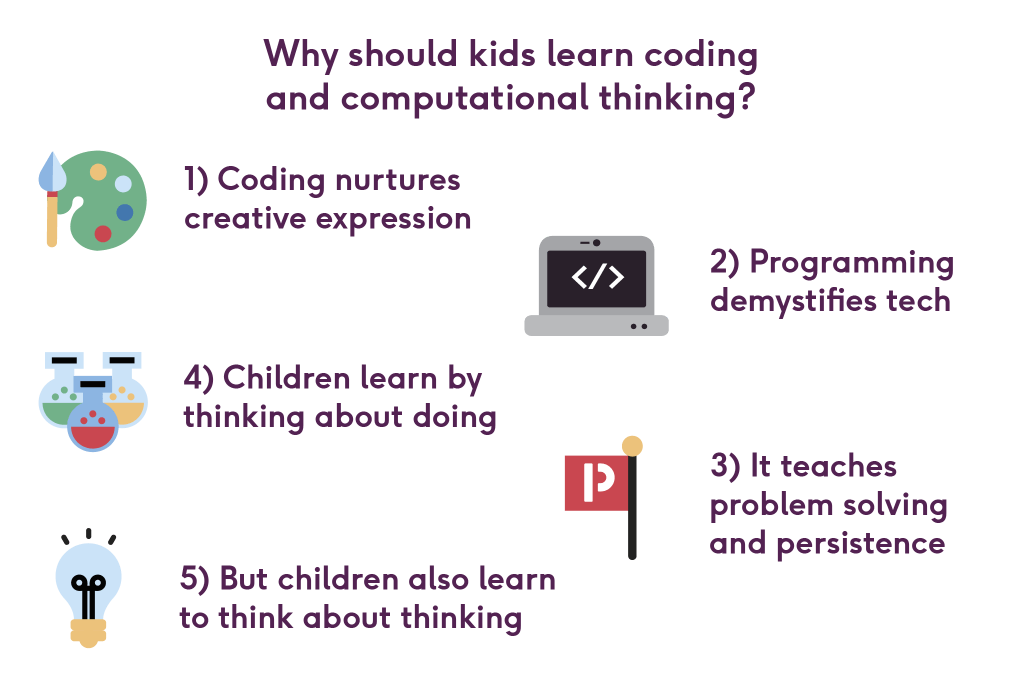 Why should kids learn coding
and computational thinking?
1) Coding nurtures
creative expression
</>
2) Programming
demystifies tech
4) Children learn by
thinking about doing
P
3) It teaches
problem solving
and persistence
5) But children also learn
to think about thinking